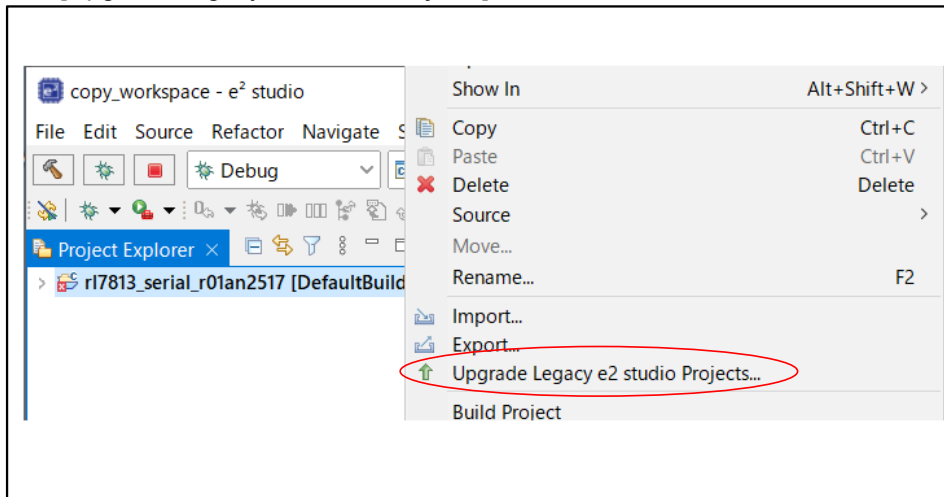 copy_workspace - e² studio
File Edit Source Refactor Navigate S
Debug
Project Explorer
rl7813_serial_r01an2517 [DefaultBuild
Show In Alt+Shift+W >
Copy Ctrl+C
Paste Ctrl+V
Delete Delete
Source >
Move...
Rename... F2
Import...
Export...
Upgrade Legacy e2 studio Projects...
Build Project